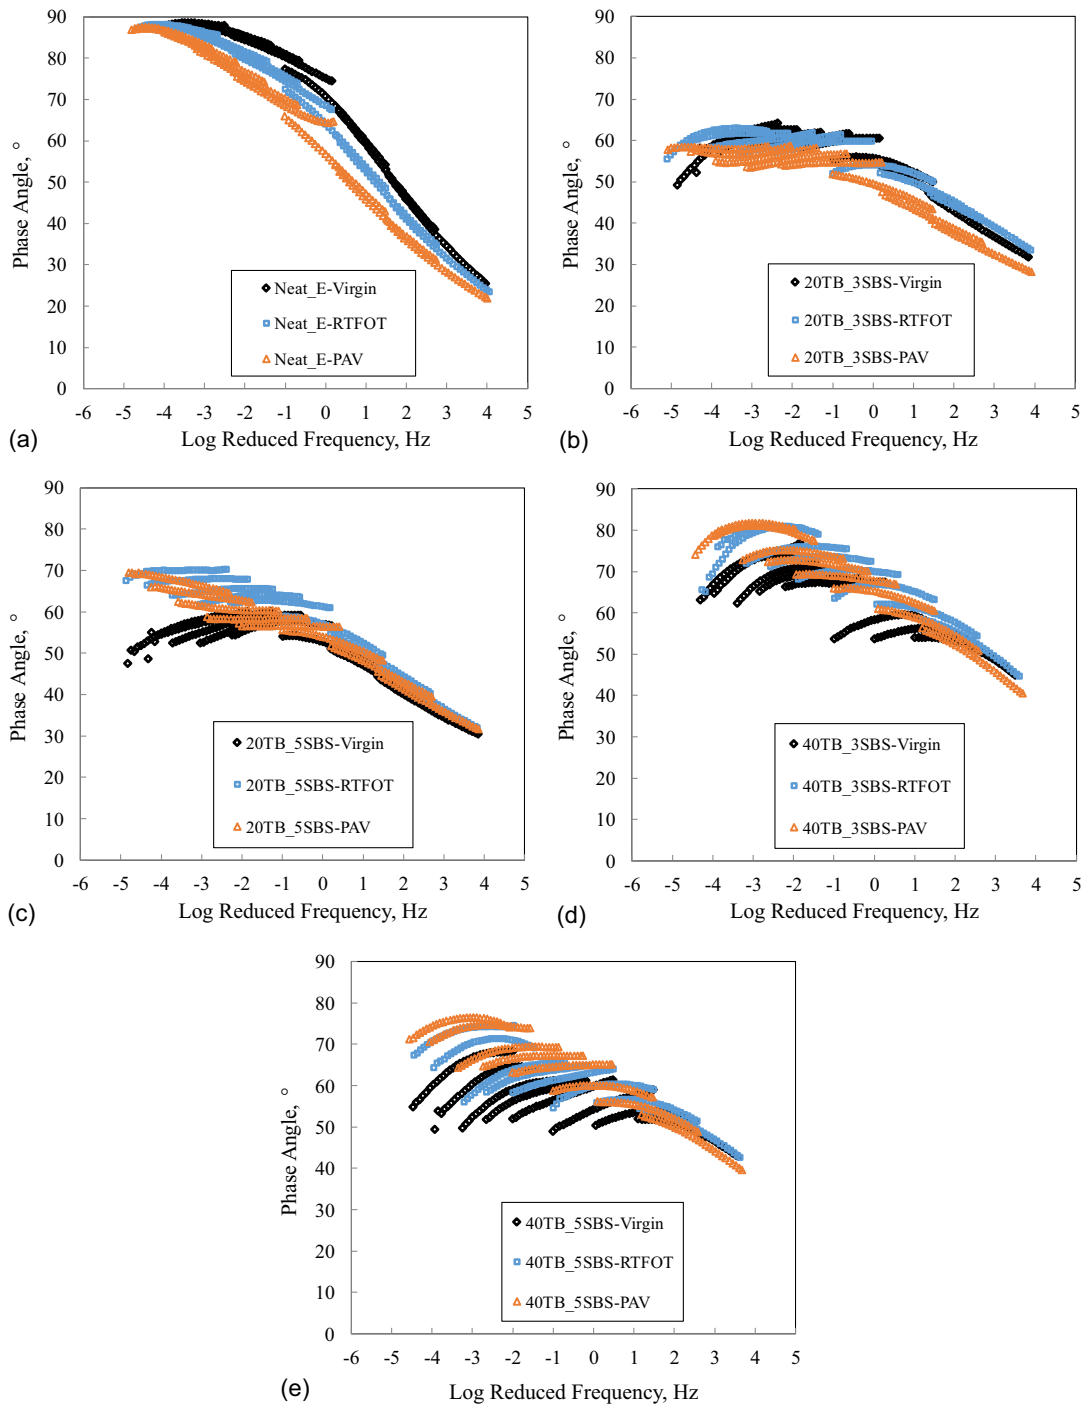 90
80
70
60
50
40
30
20
10
0
Phase Angle, °
Neat_E-Virgin
Neat_E-RTFOT
Neat_E-PAV
-6 -5 -4 -3 -2 -1 0 1 2 3 4 5
Log Reduced Frequency, Hz
(a)
90
80
70
60
50
40
30
20
10
0
Phase Angle, °
20TB_3SBS-Virgin
20TB_3SBS-RTFOT
20TB_3SBS-PAV
-6 -5 -4 -3 -2 -1 0 1 2 3 4 5
Log Reduced Frequency, Hz
(b)
90
80
70
60
50
40
30
20
10
0
Phase Angle, °
20TB_5SBS-Virgin
20TB_5SBS-RTFOT
20TB_5SBS-PAV
-6 -5 -4 -3 -2 -1 0 1 2 3 4 5
Log Reduced Frequency, Hz
(c)
90
80
70
60
50
40
30
20
10
0
Phase Angle, °
40TB_3SBS-Virgin
40TB_3SBS-RTFOT
40TB_3SBS-PAV
-6 -5 -4 -3 -2 -1 0 1 2 3 4 5
Log Reduced Frequency, Hz
(d)
90
80
70
60
50
40
30
20
10
0
Phase Angle, °
40TB_5SBS-Virgin
40TB_5SBS-RTFOT
40TB_5SBS-PAV
-6 -5 -4 -3 -2 -1 0 1 2 3 4 5
Log Reduced Frequency, Hz
(e)